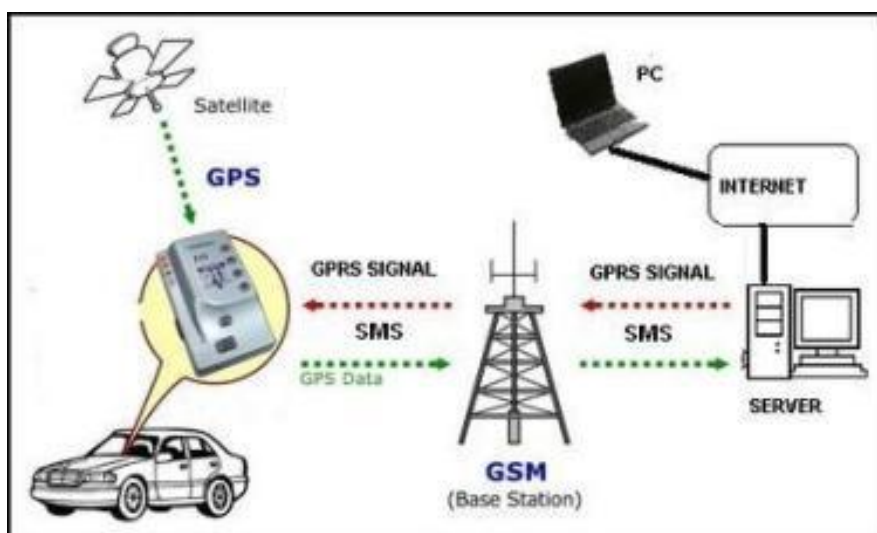 Satellite
GPS
PC
INTERNET
GPRS SIGNAL
SMS
GPS Data
GPRS SIGNAL
SMS
SERVER
GSM
(Base Station)